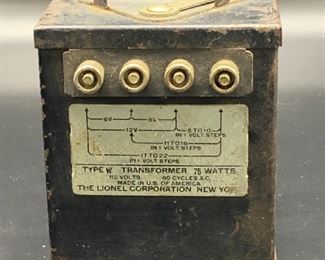 6V 6V
12V 5 TO 10
IN 1 VOLT STEPS
11 TO 16
IN 1 VOLT STEPS
17 TO 22
IN 1 VOLT STEPS
TYPE W TRANSFORMER 75 WATTS
VOLTS 60 CYCLES A.C.
MADE IN U.S. OF AMERICA
THE LIONEL CORPORATION NEW YORK